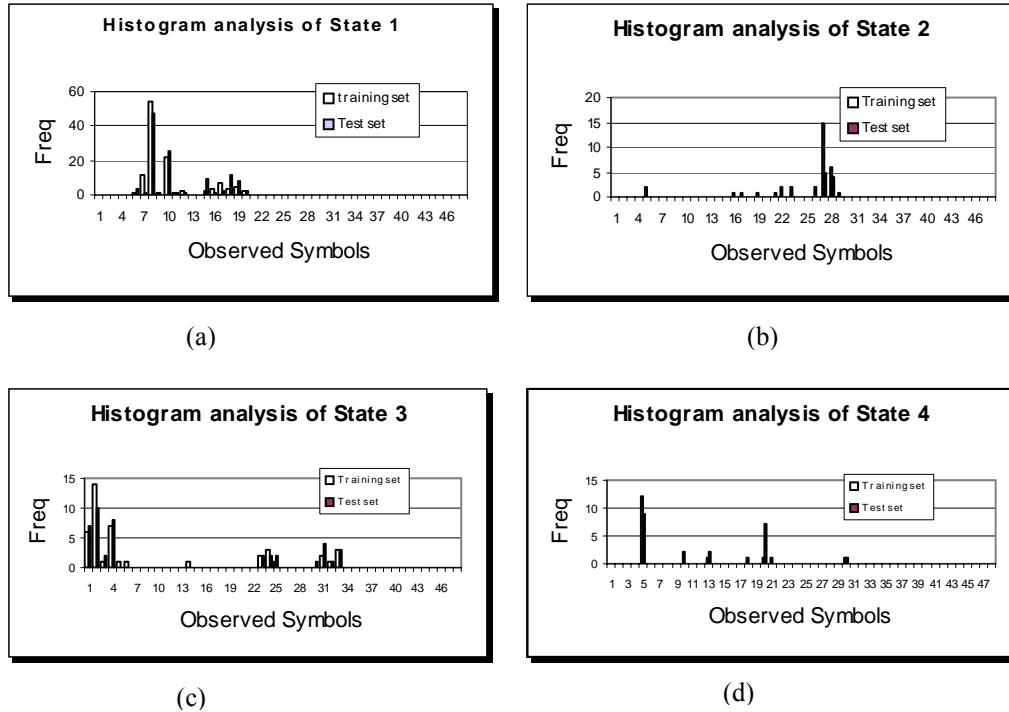 Histogram analysis of State 1
60
40
20
0
Freq
training set
Test set
1 4 7 10 13 16 19 22 25 28 31 34 37 40 43 46
Observed Symbols
(a)
Histogram analysis of State 2
20
15
10
5
0
Freq
Training set
Test set
1 4 7 10 13 16 19 22 25 28 31 34 37 40 43 46
Observed Symbols
(b)
Histogram analysis of State 3
15
10
5
0
Freq
Training set
Test set
1 4 7 10 13 16 19 22 25 28 31 34 37 40 43 46
Observed Symbols
(c)
Histogram analysis of State 4
15
10
5
0
Freq
Training set
Test set
1 3 5 7 9 11 13 15 17 19 21 23 25 27 29 31 33 35 37 39 41 43 45 47
Observed Symbols
(d)